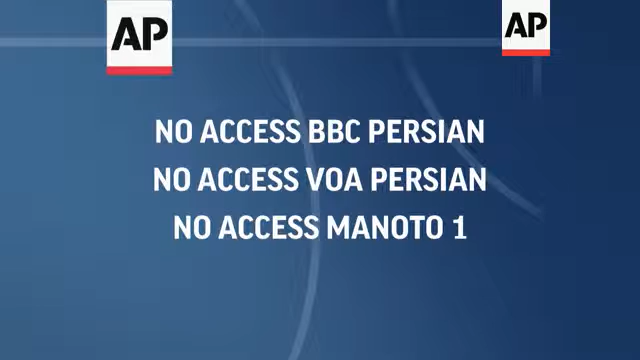 AP
AP
NO ACCESS BBC PERSIAN
NO ACCESS VOA PERSIAN
NO ACCESS MANOTO 1